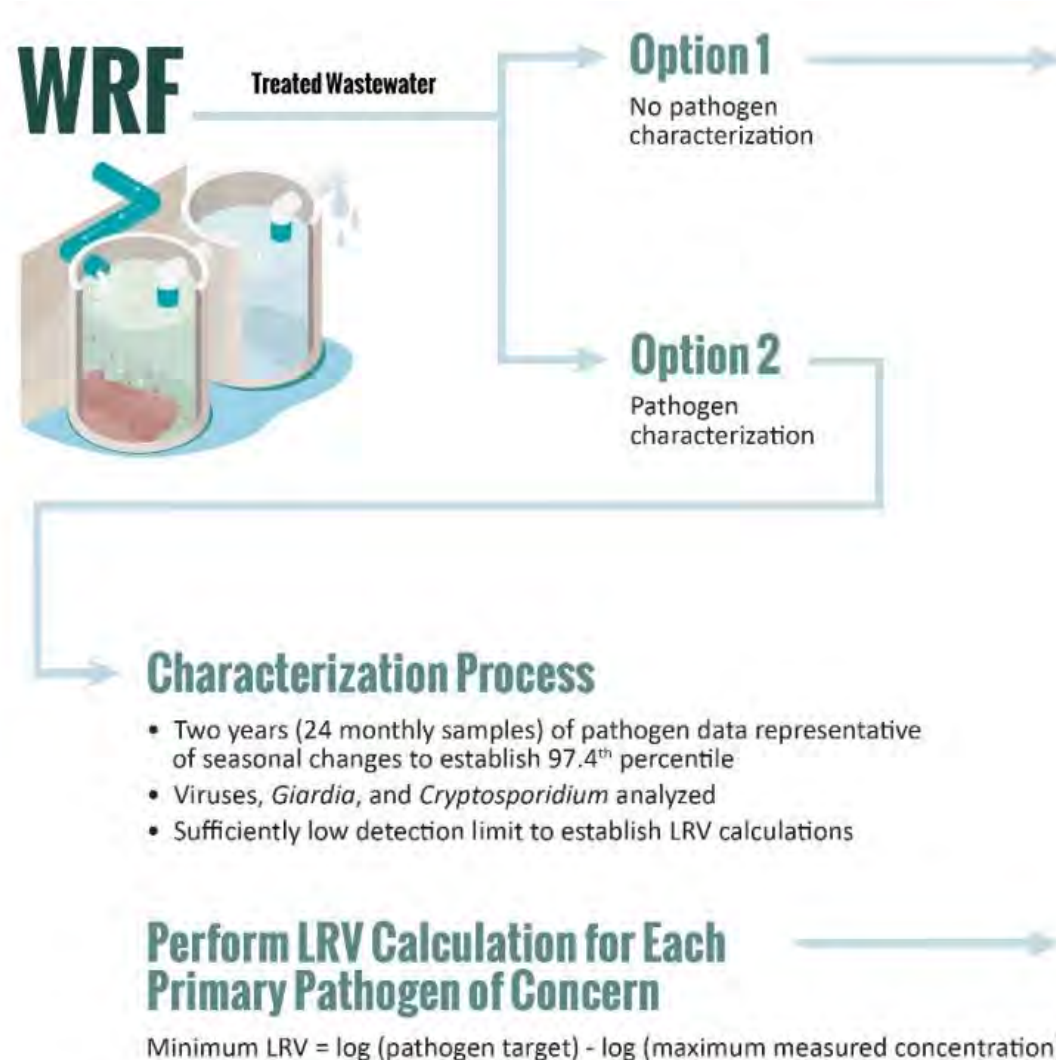 WRF
Treated Wastewater
Option 1
No pathogen
characterization
Option 2
Pathogen
characterization
Characterization Process
• Two years (24 monthly samples) of pathogen data representative
of seasonal changes to establish 97.4th percentile
• Viruses, Giardia, and Cryptosporidium analyzed
• Sufficiently low detection limit to establish LRV calculations
Perform LRV Calculation for Each
Primary Pathogen of Concern
Minimum LRV = log (pathogen target) - log (maximum measured concentration